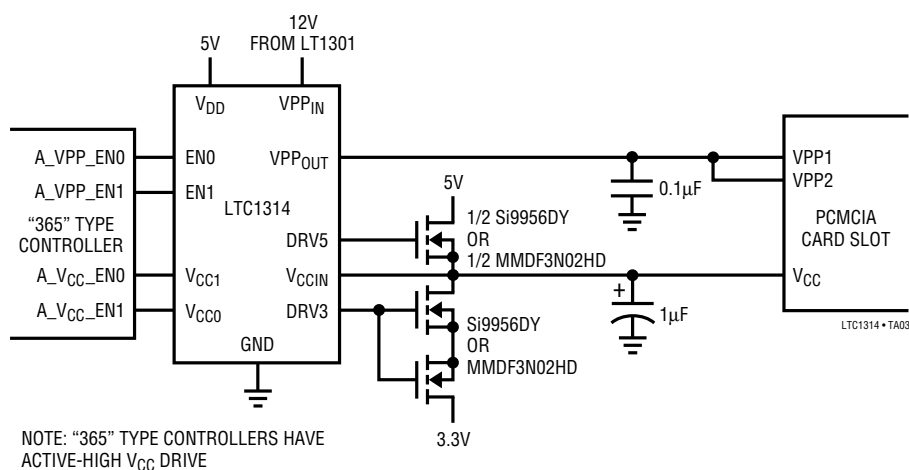 12V
FROM LT1301
5V
V_DD
VPP_IN
A_VPP_EN0
EN0
VPP_OUT
VPP1
A_VPP_EN1
EN1
VPP2
5V
0.1µF
LTC1314
"365" TYPE
CONTROLLER
PCMCIA
CARD SLOT
DRV5
1/2 Si9956DY
OR
1/2 MMDF3N02HD
A_V_CC_EN0
V_CC1
V_CCIN
V_CC
A_V_CC_EN1
V_CC0
DRV3
+
1µF
Si9956DY
OR
MMDF3N02HD
LTC1314 • TA03
GND
3.3V
NOTE: "365" TYPE CONTROLLERS HAVE
ACTIVE-HIGH V_CC DRIVE